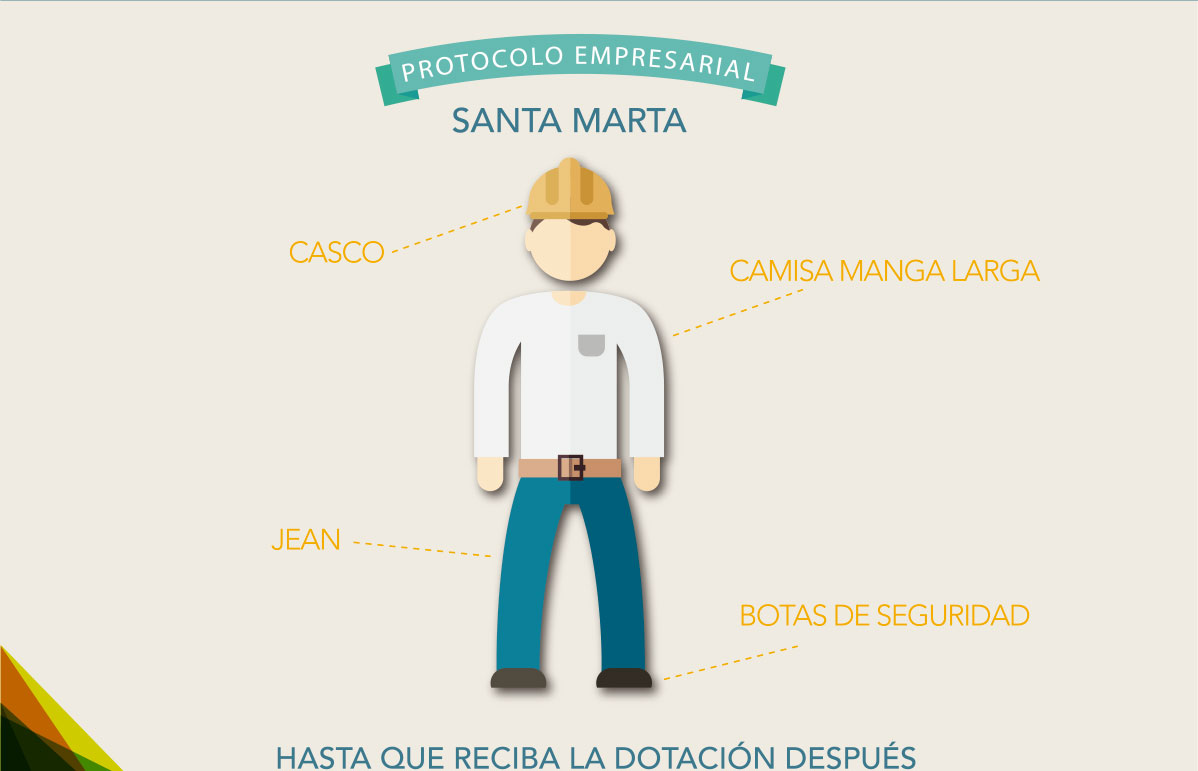 PROTOCOLO EMPRESARIAL
SANTA MARTA
CASCO
CAMISA MANGA LARGA
JEAN
BOTAS DE SEGURIDAD
HASTA QUE RECIBA LA DOTACIÓN DESPUÉS